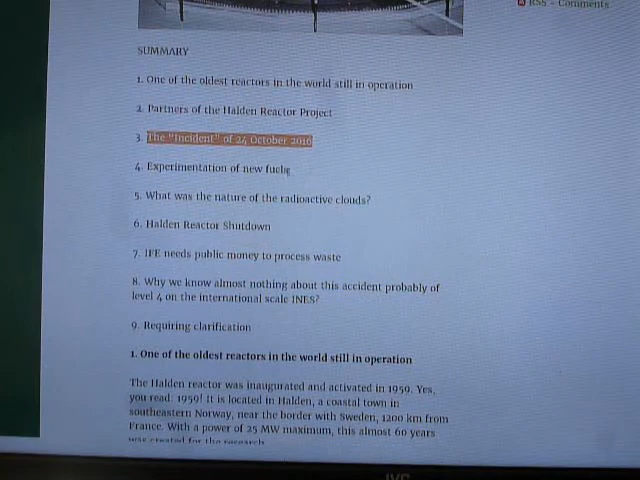 RSS - Comments
SUMMARY
1. One of the oldest reactors in the world still in operation
2. Partners of the Halden Reactor Project
3. The "Incident" of 24 October 2016
4. Experimentation of new fuels
5. What was the nature of the radioactive clouds?
6. Halden Reactor Shutdown
7. IFE needs public money to process waste
8. Why we know almost nothing about this accident probably of
level 4 on the international scale INES?
9. Requiring clarification
1. One of the oldest reactors in the world still in operation
The Halden reactor was inaugurated and activated in 1959. Yes,
you read: 1959! It is located in Halden, a coastal town in
southeastern Norway, near the border with Sweden, 1200 km from
France. With a power of 25 MW maximum, this almost 60 years
was created for the research
JVC